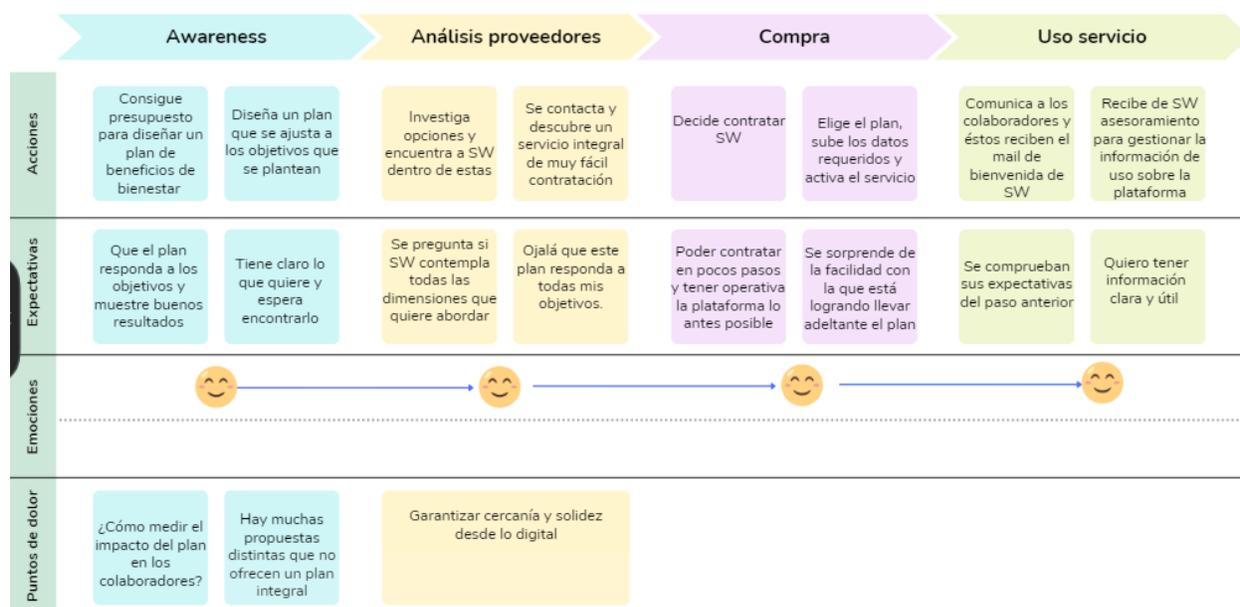 Awareness
Análisis proveedores
Compra
Uso servicio
Acciones
Consigue
presupuesto
para diseñar un
plan de
beneficios de
bienestar
Diseña un plan
que se ajusta a
los objetivos que
se plantean
Investiga
opciones y
encuentra a SW
dentro de estas
Se contacta y
descubre un
servicio integral
de muy fácil
contratación
Decide contratar
SW
Elige el plan,
sube los datos
requeridos y
activa el servicio
Comunica a los
colaboradores y
éstos reciben el
mail de
bienvenida de
SW
Recibe de SW
asesoramiento
para gestionar la
información de
uso sobre la
plataforma
Expectativas
Que el plan
responda a los
objetivos y
muestre buenos
resultados
Tiene claro lo
que quiere y
espera
encontrarlo
Se pregunta si
SW contempla
todas las
dimensiones que
quiere abordar
Ojalá que este
plan responda a
todas mis
objetivos.
Poder contratar
en pocos pasos
y tener operativa
la plataforma lo
antes posible
Se sorprende de
la facilidad con
la que está
logrando llevar
adeltante el plan
Se comprueban
sus expectativas
del paso anterior
Quiero tener
información
clara y útil
Emociones
Puntos de dolor
¿Cómo medir el
impacto del plan
en los
colaboradores?
Hay muchas
propuestas
distintas que no
ofrecen un plan
integral
Garantizar cercanía y solidez
desde lo digital